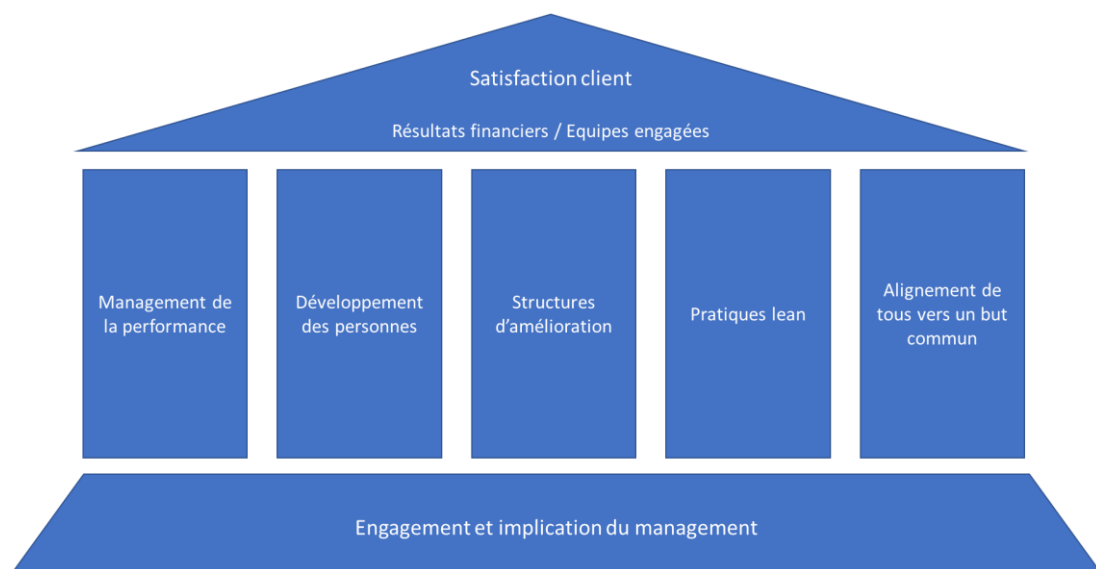 Satisfaction client
Résultats financiers / Equipes engagées
Management de
la performance
Développement
des personnes
Structures
d’amélioration
Pratiques lean
Alignement de
tous vers un but
commun
Engagement et implication du management